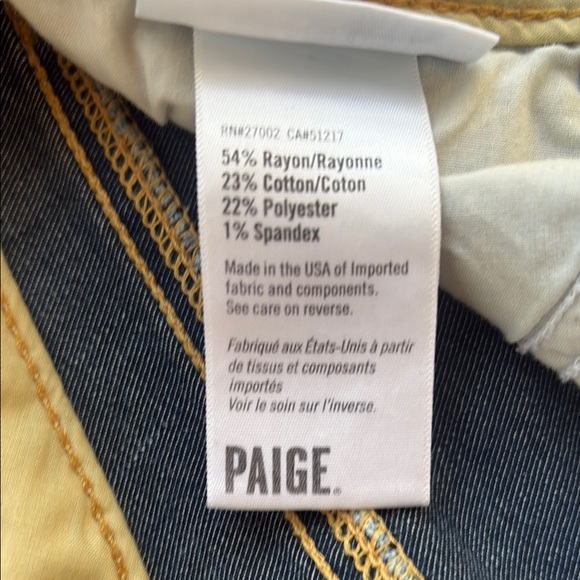 RN#27002 CA#51217
54% Rayon/Rayonne
23% Cotton/Coton
22% Polyester
1% Spandex
Made in the USA of Imported
fabric and components.
See care on reverse.
Fabriqué aux États-Unis à partir
de tissus et composants
importés
Voir le soin sur l'inverse.
PAIGE®